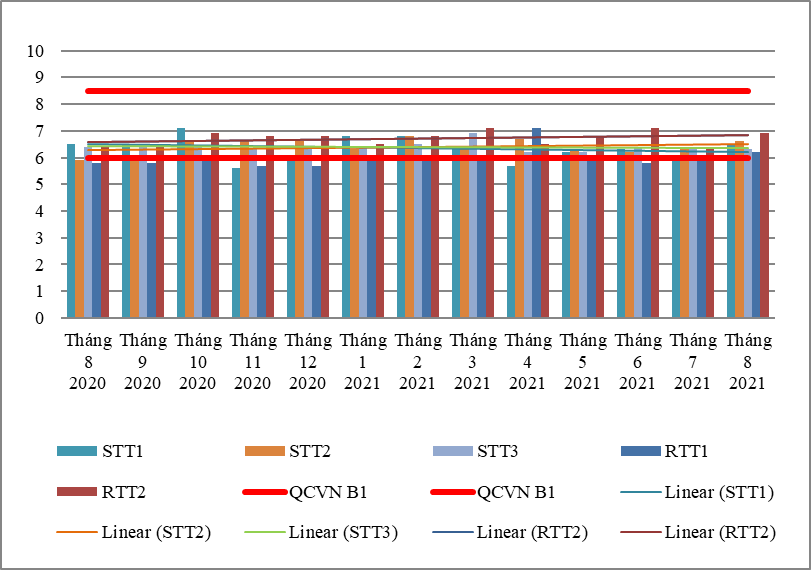 10
9
8
7
6
5
4
3
2
1
0
Tháng Tháng Tháng Tháng Tháng Tháng Tháng Tháng Tháng Tháng Tháng Tháng Tháng
8 9 10 11 12 1 2 3 4 5 6 7 8
2020 2020 2020 2020 2020 2021 2021 2021 2021 2021 2021 2021 2021
STT1 STT2 STT3 RTT1
RTT2 QCVN B1 QCVN B1 Linear (STT1)
Linear (STT2) Linear (STT3) Linear (RTT2) Linear (RTT2)